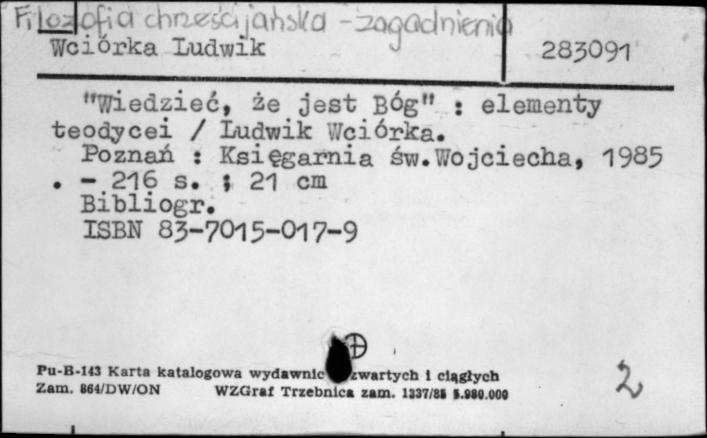 Filozofia chrześcijańska - zagadnienia
Wciórka Ludwik 283091
"Wiedzieć, że jest Bóg" : elementy
teodycei / Ludwik Wciórka.
Poznań : Księgarnia św.Wojciecha, 1985
. - 216 s. ; 21 cm
Bibliogr.
ISBN 83-7015-017-9
Pu-B-143 Karta katalogowa wydawnic zwartych i ciągłych
Zam. 864/DW/ON WZGraf Trzebnica zam. 1337/85 5.980.000
2